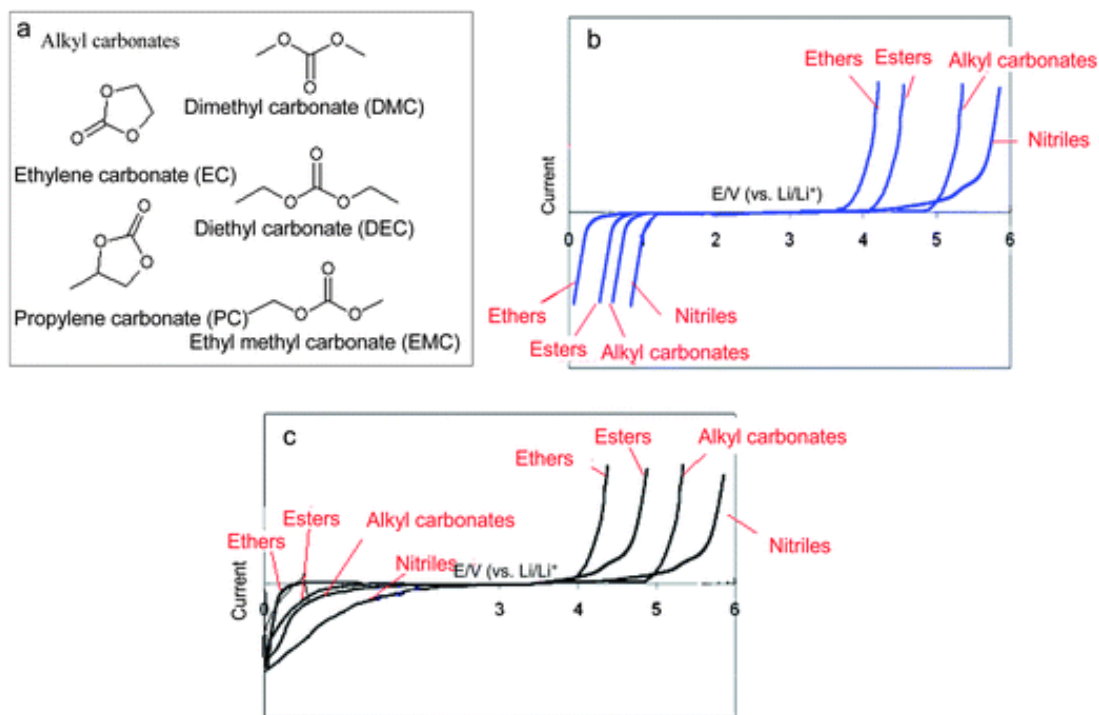 a
Alkyl carbonates
O
O
O
Dimethyl carbonate (DMC)
O
O
O
Ethylene carbonate (EC)
O
O
O
Diethyl carbonate (DEC)
O
O
O
Propylene carbonate (PC)
O
O
O
Ethyl methyl carbonate (EMC)
b
Ethers
Esters
Alkyl carbonates
Nitriles
Current
E/V (vs. Li/Li⁺)
0
1
2
3
4
5
6
Ethers
Nitriles
Esters
Alkyl carbonates
c
Ethers
Esters
Alkyl carbonates
Nitriles
Ethers
Esters
Alkyl carbonates
Nitriles
Current
E/V (vs. Li/Li⁺
0
3
4
5
6